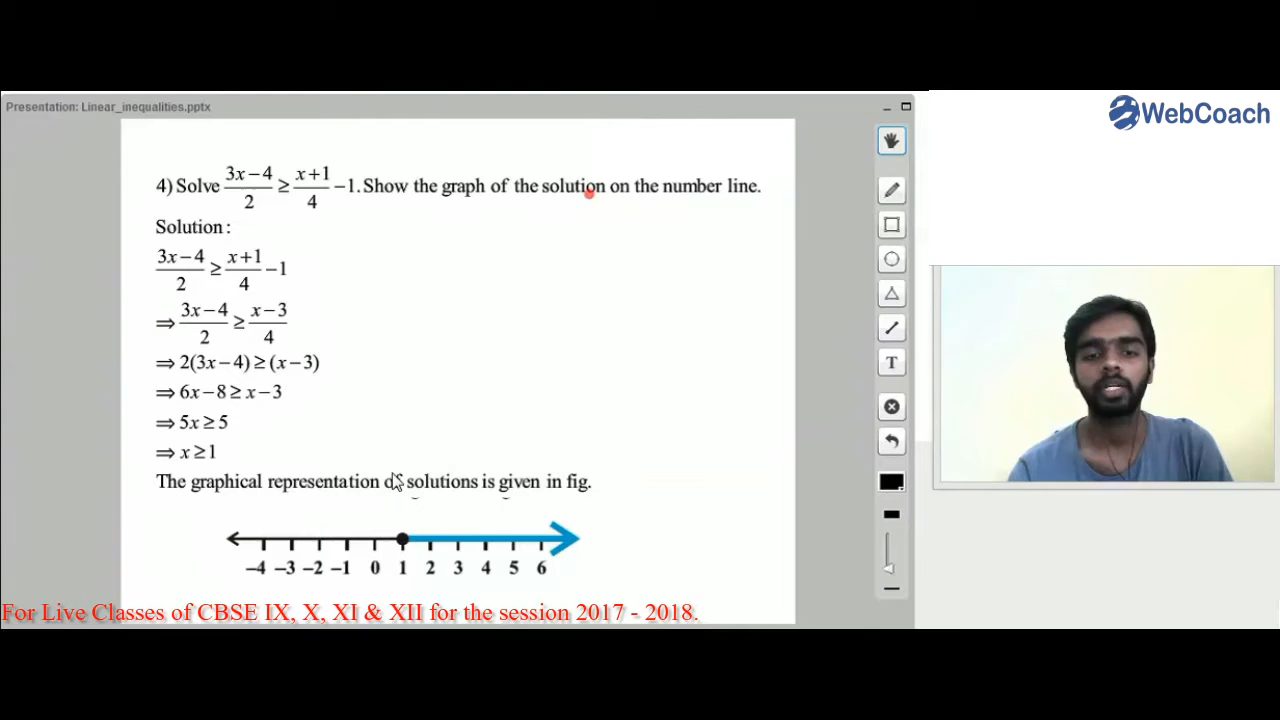 Presentation: Linear_inequalities.pptx
WebCoach
4) Solve (3x−4)/2 ≥ (x+1)/4 −1. Show the graph of the solution on the number line.
Solution :
(3x−4)/2 ≥ (x+1)/4 −1
⇒ (3x−4)/2 ≥ (x−3)/4
⇒ 2(3x−4) ≥ (x−3)
⇒ 6x−8 ≥ x−3
⇒ 5x ≥ 5
⇒ x ≥ 1
The graphical representation of solutions is given in fig.
−4 −3 −2 −1 0 1 2 3 4 5 6
T
For Live Classes of CBSE IX, X, XI & XII for the session 2017 - 2018.